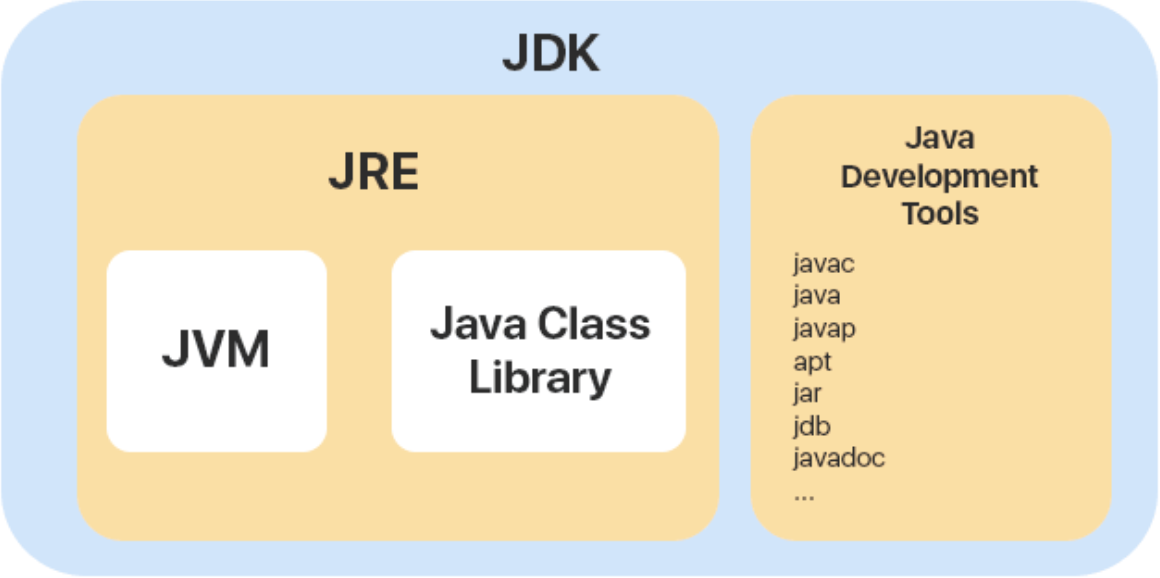 JDK
JRE
JVM
Java Class
Library
Java
Development
Tools
javac
java
javap
apt
jar
jdb
javadoc
...